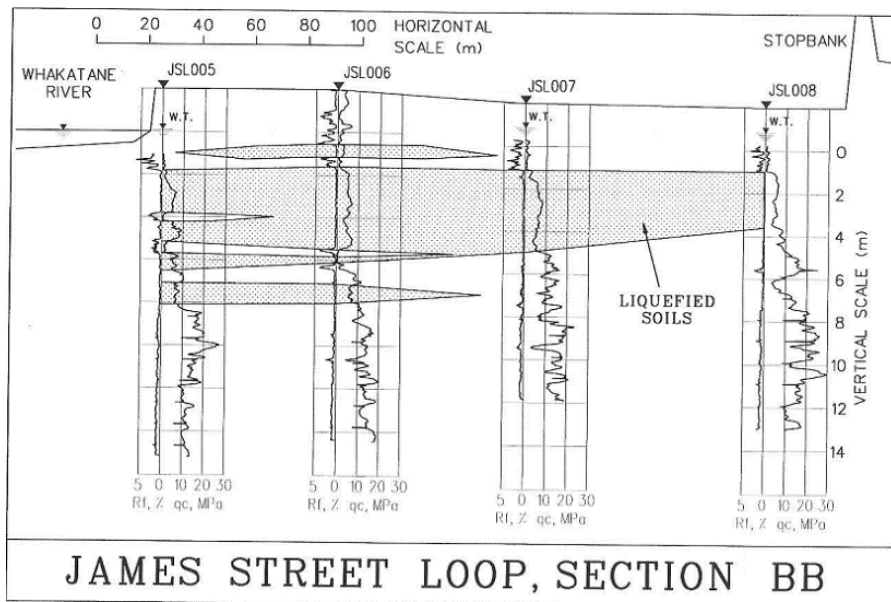 0 20 40 60 80 100 HORIZONTAL
SCALE (m)
STOPBANK
WHAKATANE
RIVER
JSL005
JSL006
JSL007
JSL008
W.T.
W.T.
W.T.
0
2
4
6
8
10
12
14
VERTICAL SCALE (m)
LIQUEFIED
SOILS
5 0 10 20 30
Rf, % qc, MPa
5 0 10 20 30
Rf, % qc, MPa
5 0 10 20 30
Rf, % qc, MPa
5 0 10 20 30
Rf, % qc, MPa
JAMES STREET LOOP, SECTION BB